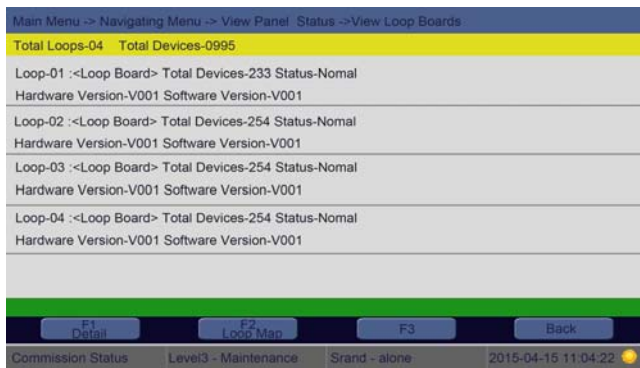 Main Menu -> Navigating Menu -> View Panel Status ->View Loop Boards
Total Loops-04 Total Devices-0995
Loop-01 :<Loop Board> Total Devices-233 Status-Nomal
Hardware Version-V001 Software Version-V001
Loop-02 :<Loop Board> Total Devices-254 Status-Nomal
Hardware Version-V001 Software Version-V001
Loop-03 :<Loop Board> Total Devices-254 Status-Nomal
Hardware Version-V001 Software Version-V001
Loop-04 :<Loop Board> Total Devices-254 Status-Nomal
Hardware Version-V001 Software Version-V001
F1 F2 F3 Back
Detail Loop Map
Commission Status Level3 - Maintenance Srand - alone 2015-04-15 11:04:22